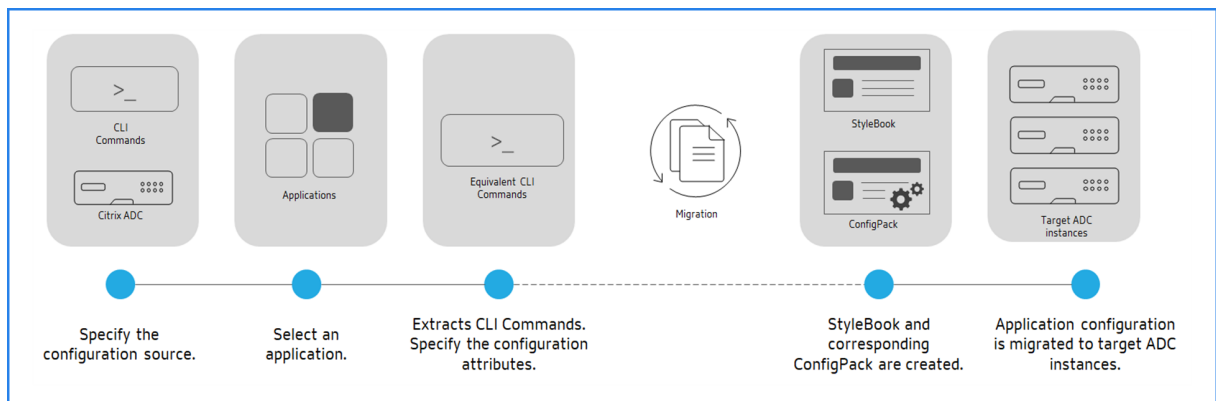 >_
CLI
Commands
Citrix ADC
Applications
>_
Equivalent CLI
Commands
Migration
StyleBook
ConfigPack
Target ADC
instances
Specify the
configuration source.
Select an
application.
Extracts CLI Commands.
Specify the configuration
attributes.
StyleBook and
corresponding
ConfigPack are created.
Application configuration
is migrated to target ADC
instances.